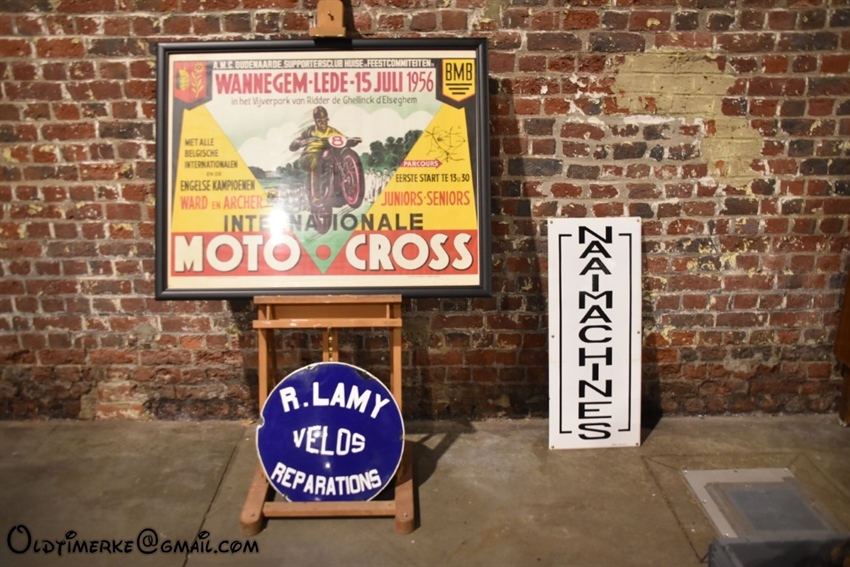 A.M.C. OUDENAARDE. SUPPORTERSCLUB HUISE EN FEESTCOMMITEITEN
WANNEGEM-LEDE-15 JULI 1956
BMB
in het Vijverpark van Ridder de Ghellinck d'Elseghem
8
MET ALLE
BELGISCHE
INTERNATIONALEN
EN DE
ENGELSE KAMPIOENEN
WARD EN ARCHER
PARCOURS
EERSTE START TE 13u30
JUNIORS-SENIORS
INTERNATIONALE
MOTO CROSS
NAAIMACHINES
R. LAMY
VELOS
REPARATIONS
Oldtimerke@gmail.com